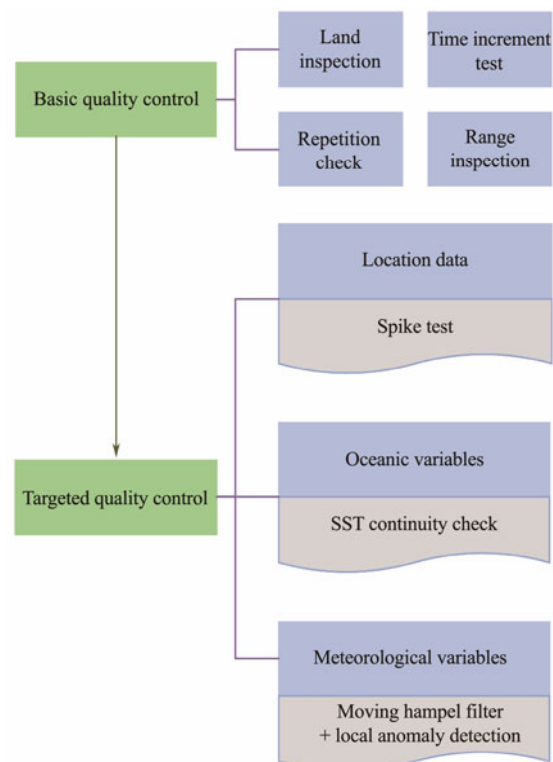 Land
inspection
Time increment
test
Basic quality control
Repetition
check
Range
inspection
Location data
Spike test
Oceanic variables
Targeted quality control
SST continuity check
Meteorological variables
Moving hampel filter
+ local anomaly detection